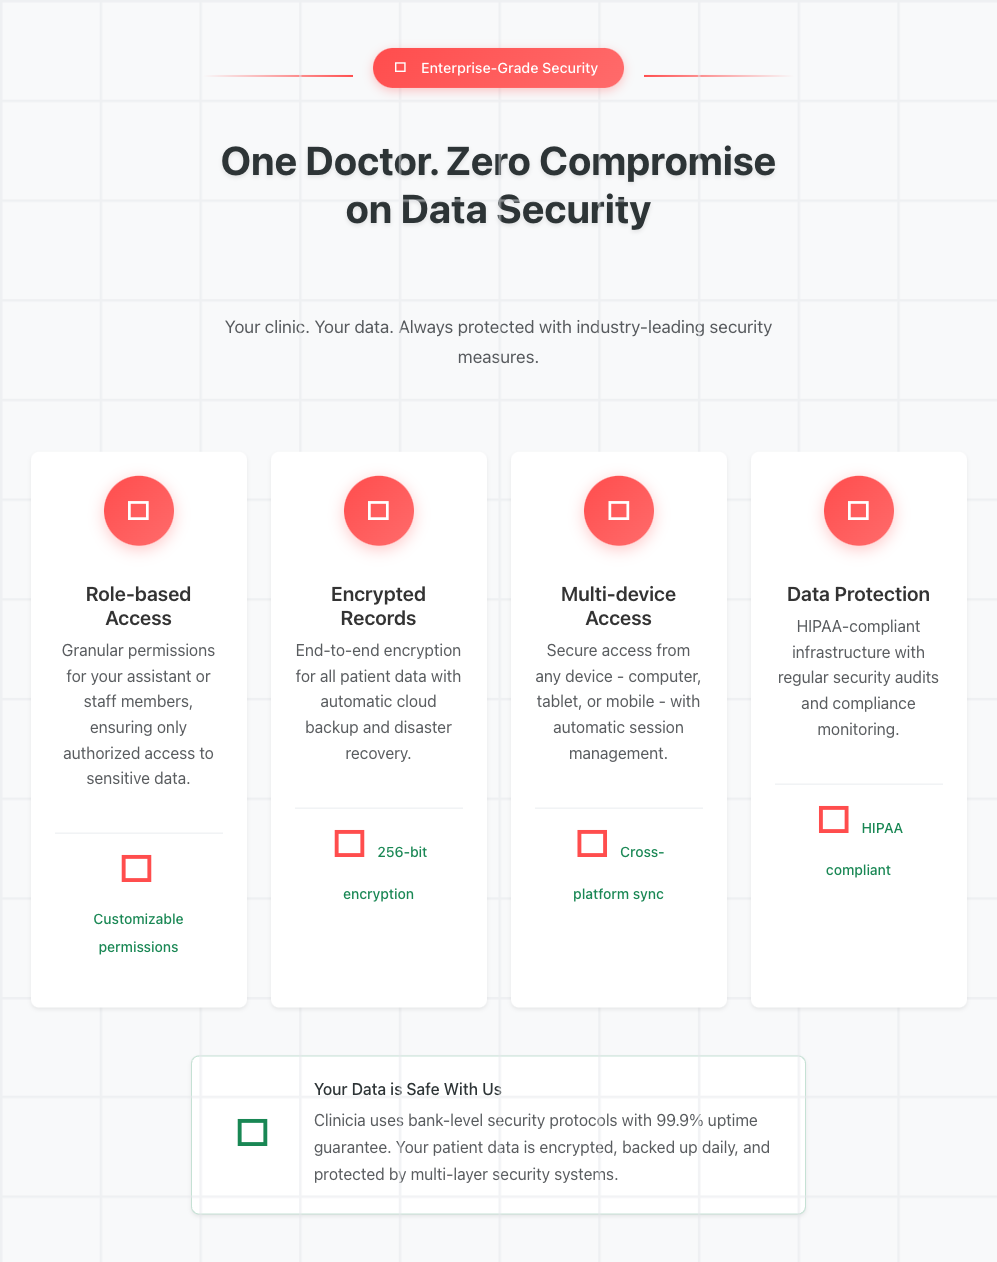 Enterprise-Grade Security
One Doctor. Zero Compromise
on Data Security
Your clinic. Your data. Always protected with industry-leading security
measures.
Role-based
Access
Granular permissions
for your assistant or
staff members,
ensuring only
authorized access to
sensitive data.
Customizable
permissions
Encrypted
Records
End-to-end encryption
for all patient data with
automatic cloud
backup and disaster
recovery.
256-bit
encryption
Multi-device
Access
Secure access from
any device - computer,
tablet, or mobile - with
automatic session
management.
Cross-
platform sync
Data Protection
HIPAA-compliant
infrastructure with
regular security audits
and compliance
monitoring.
HIPAA
compliant
Your Data is Safe With Us
Clinicia uses bank-level security protocols with 99.9% uptime
guarantee. Your patient data is encrypted, backed up daily, and
protected by multi-layer security systems.